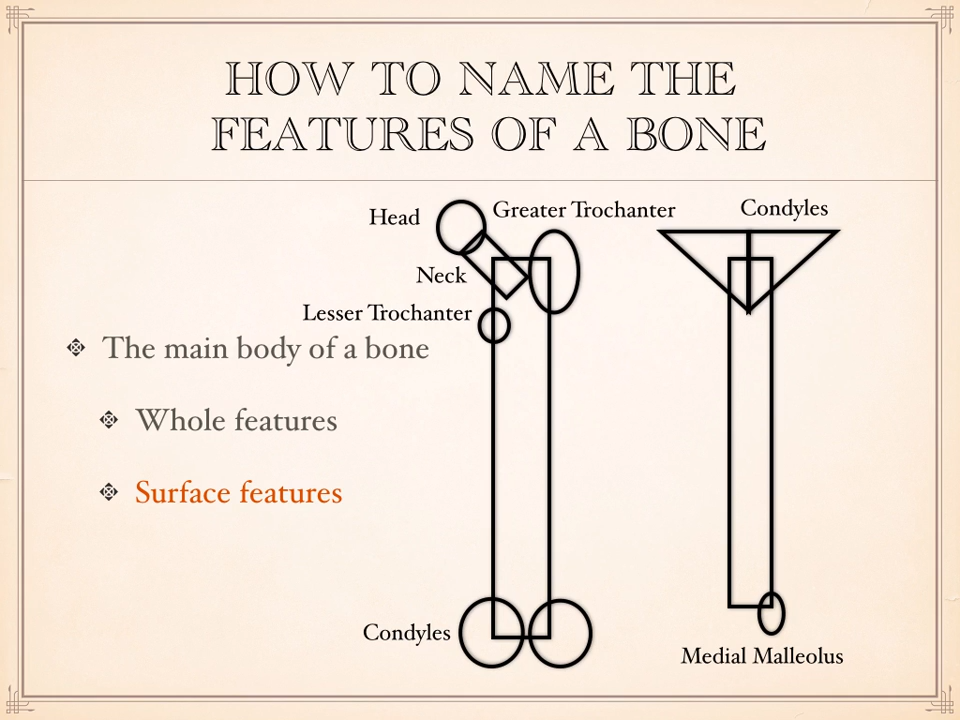 HOW TO NAME THE
FEATURES OF A BONE
Head
Greater Trochanter
Condyles
Neck
Lesser Trochanter
The main body of a bone
Whole features
Surface features
Condyles
Medial Malleolus